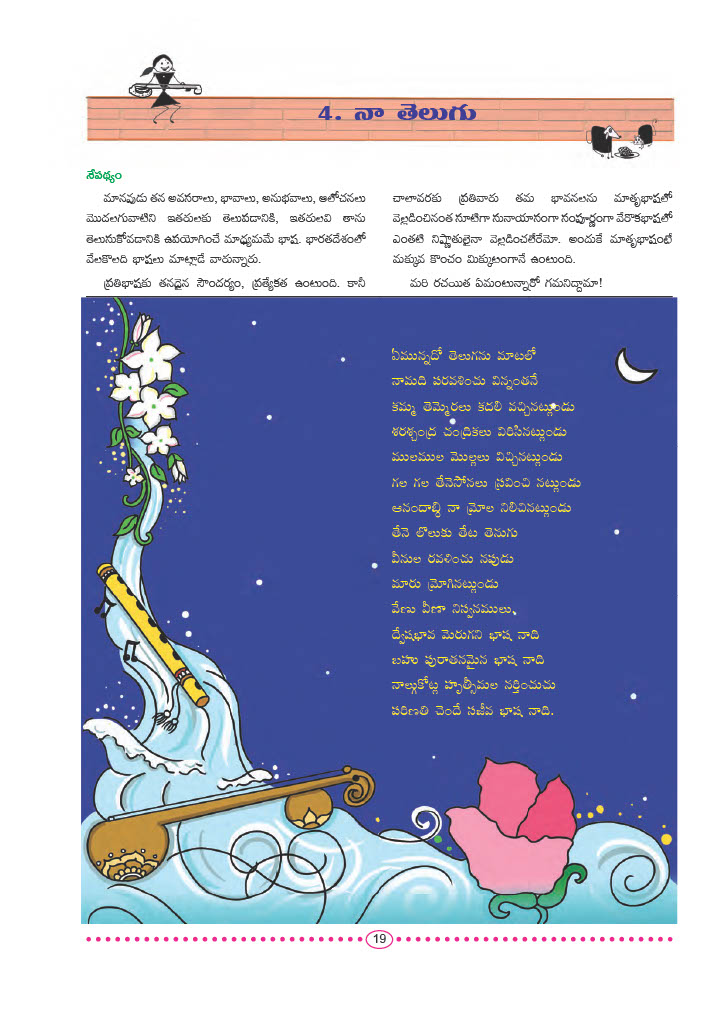 4. నా తెలుగు
నేపథ్యం
మానవుడు తన అవసరాలు, భావాలు, అనుభవాలు, ఆలోచనలు
మొదలగువాటిని ఇతరులకు తెలుపడానికి, ఇతరులవి తాను
తెలుసుకోవడానికి ఉపయోగించే మాధ్యమమే భాష. భారతదేశంలో
వేలకొలది భాషలు మాట్లాడే వారున్నారు.
ప్రతిభాషకు తనదైన సౌందర్యం, ప్రత్యేకత ఉంటుంది. కానీ
చాలావరకు ప్రతివారు తమ భావనలను మాతృభాషలో
వెల్లడించినంత సూటిగా సునాయాసంగా సంపూర్ణంగా వేరొకభాషలో
ఎంతటి నిష్ణాతులైనా వెల్లడించలేరేమో. అందుకే మాతృభాషంటే
మక్కువ కొంచం మిక్కుటంగానే ఉంటుంది.
మరి రచయిత ఏమంటున్నారో గమనిద్దామా!
ఏమున్నదో తెలుగను మాటలో
నామది పరవశించు విన్నంతనే
కమ్మ తెమ్మెరలు కదలి వచ్చినట్లుండు
శరశ్చంద్ర చంద్రికలు విరిసినట్లుండు
ములముల మొల్లలు విచ్చినట్లుండు
గల గల తేనెసోనలు ప్రవించి నట్లుండు
ఆనందాబ్ధి నా మ్రోల నిలిచినట్లుండు
తేనె లొలుకు తేట తెనుగు
వీనుల రవళించు నపుడు
మారు మ్రోగినట్లుండు
వేణు వీణా నిస్వనములు.
ద్వేషభావ మెరుగని భాష నాది
బహు పురాతనమైన భాష నాది
నాల్గుకోట్ల హృత్సీమల నర్తించుచు
పరిణతి చెందే సజీవ భాష నాది.
19